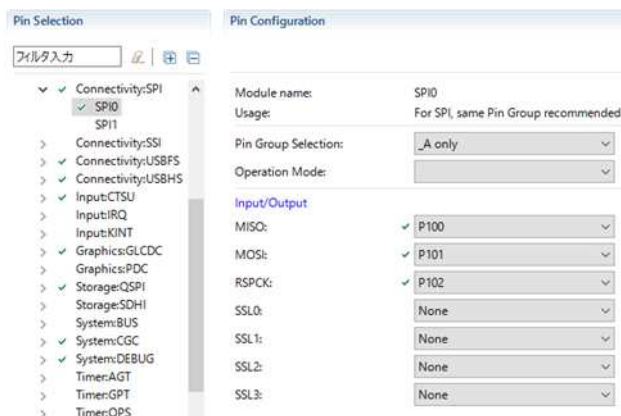 Pin Selection
フィルタ入力
Connectivity:SPI
SPI0
SPI1
Connectivity:SSI
Connectivity:USBFS
Connectivity:USBHS
Input:CTSU
Input:IRQ
Input:KINT
Graphics:GLCDC
Graphics:PDC
Storage:QSPI
Storage:SDHI
System:BUS
System:CGC
System:DEBUG
Timer:AGT
Timer:GPT
Timer:OPS
Pin Configuration
Module name: SPI0
Usage: For SPI, same Pin Group recommended
Pin Group Selection: _A only
Operation Mode:
Input/Output
MISO: P100
MOSI: P101
RSPCK: P102
SSL0: None
SSL1: None
SSL2: None
SSL3: None